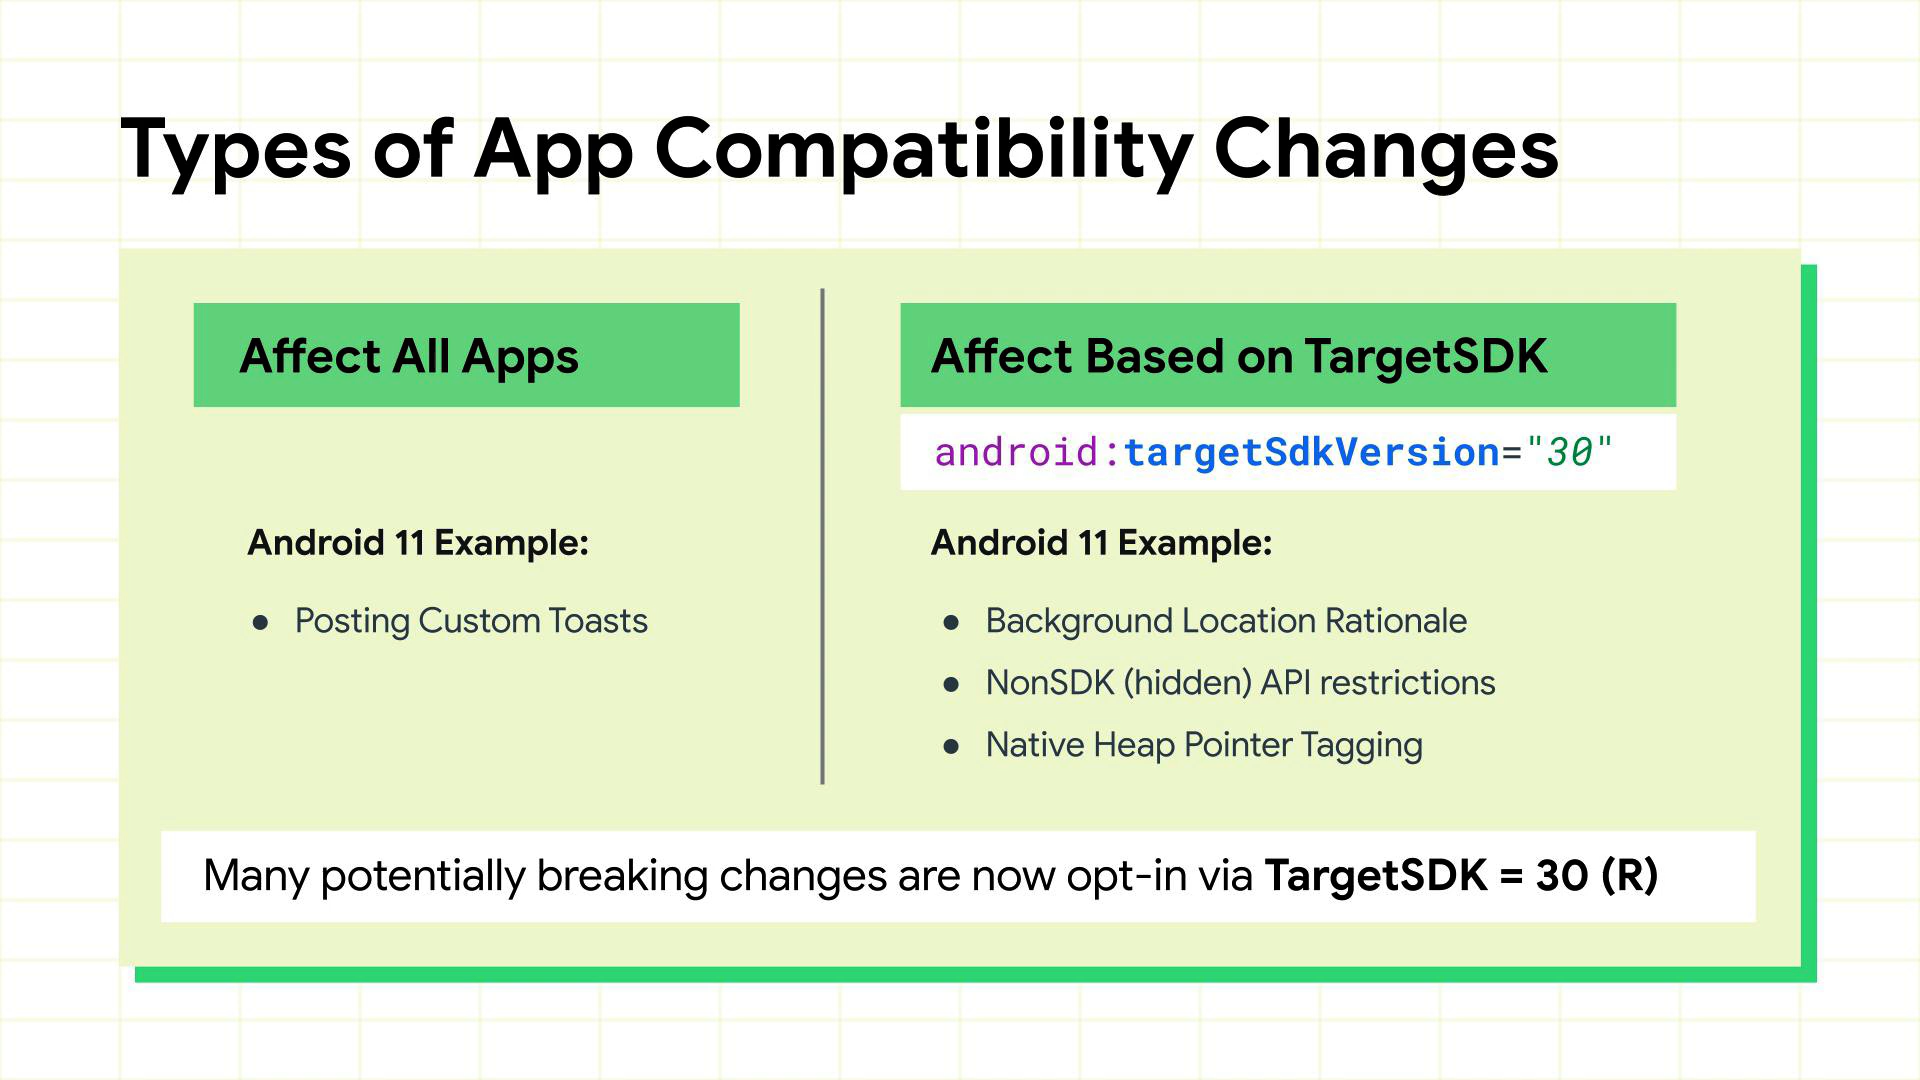 Types of App Compatibility Changes
Affect All Apps
Android 11 Example:
● Posting Custom Toasts
Affect Based on TargetSDK
android:targetSdkVersion="30"
Android 11 Example:
● Background Location Rationale
● NonSDK (hidden) API restrictions
● Native Heap Pointer Tagging
Many potentially breaking changes are now opt-in via TargetSDK = 30 (R)